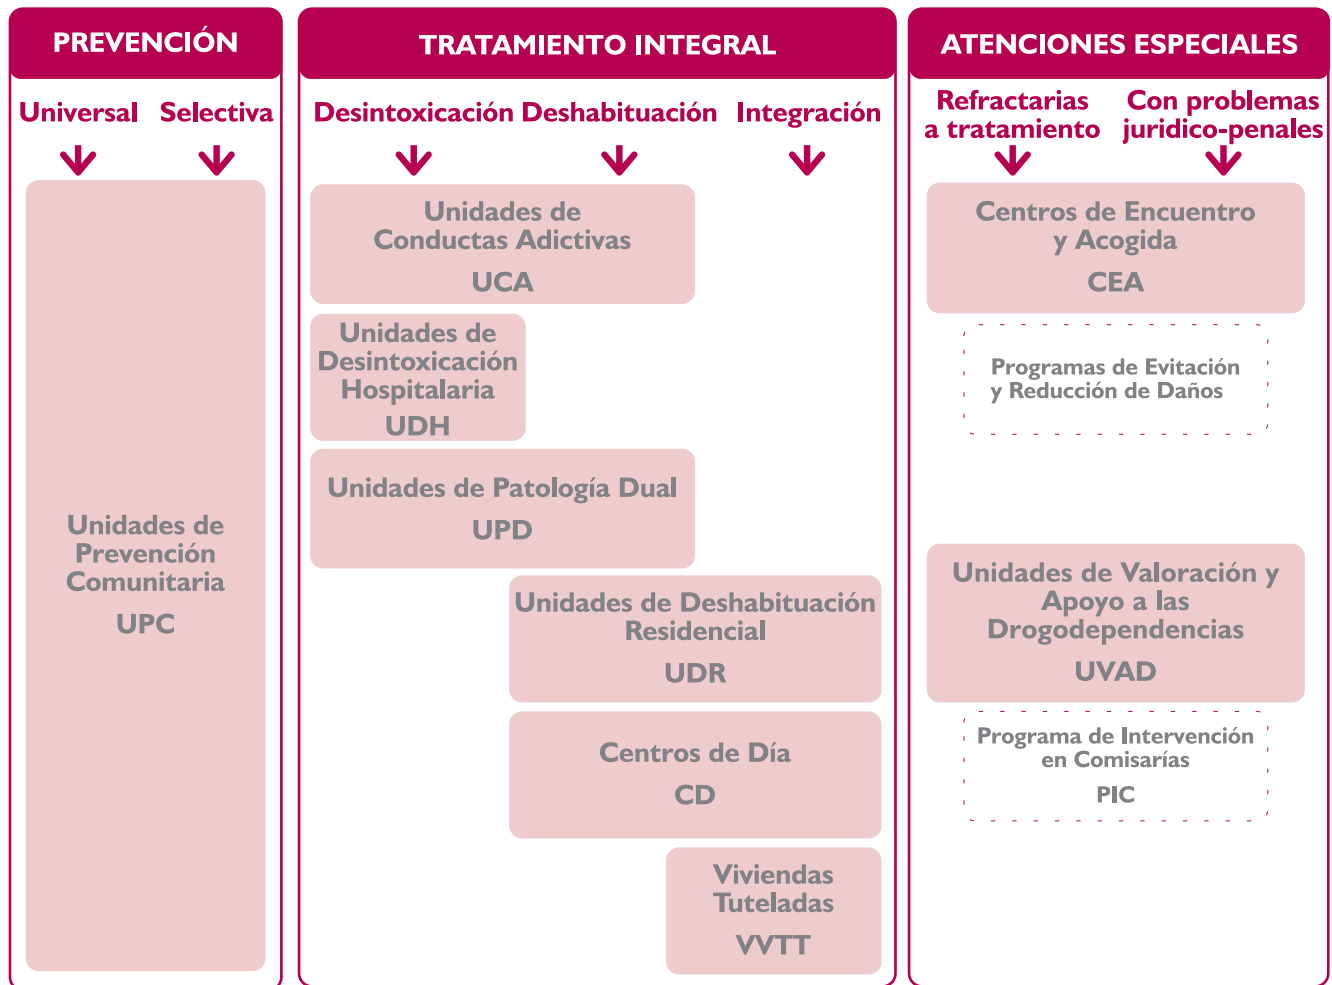 PREVENCIÓN
Universal
Selectiva
Unidades de
Prevención
Comunitaria
UPC
TRATAMIENTO INTEGRAL
Desintoxicación
Deshabituación
Integración
Unidades de
Conductas Adictivas
UCA
Unidades de
Desintoxicación
Hospitalaria
UDH
Unidades de Patología Dual
UPD
Unidades de Deshabituación
Residencial
UDR
Centros de Día
CD
Viviendas
Tuteladas
VVTT
ATENCIONES ESPECIALES
Refractarias
a tratamiento
Con problemas
juridico-penales
Centros de Encuentro
y Acogida
CEA
Programas de Evitación
y Reducción de Daños
Unidades de Valoración y
Apoyo a las
Drogodependencias
UVAD
Programa de Intervención
en Comisarías
PIC